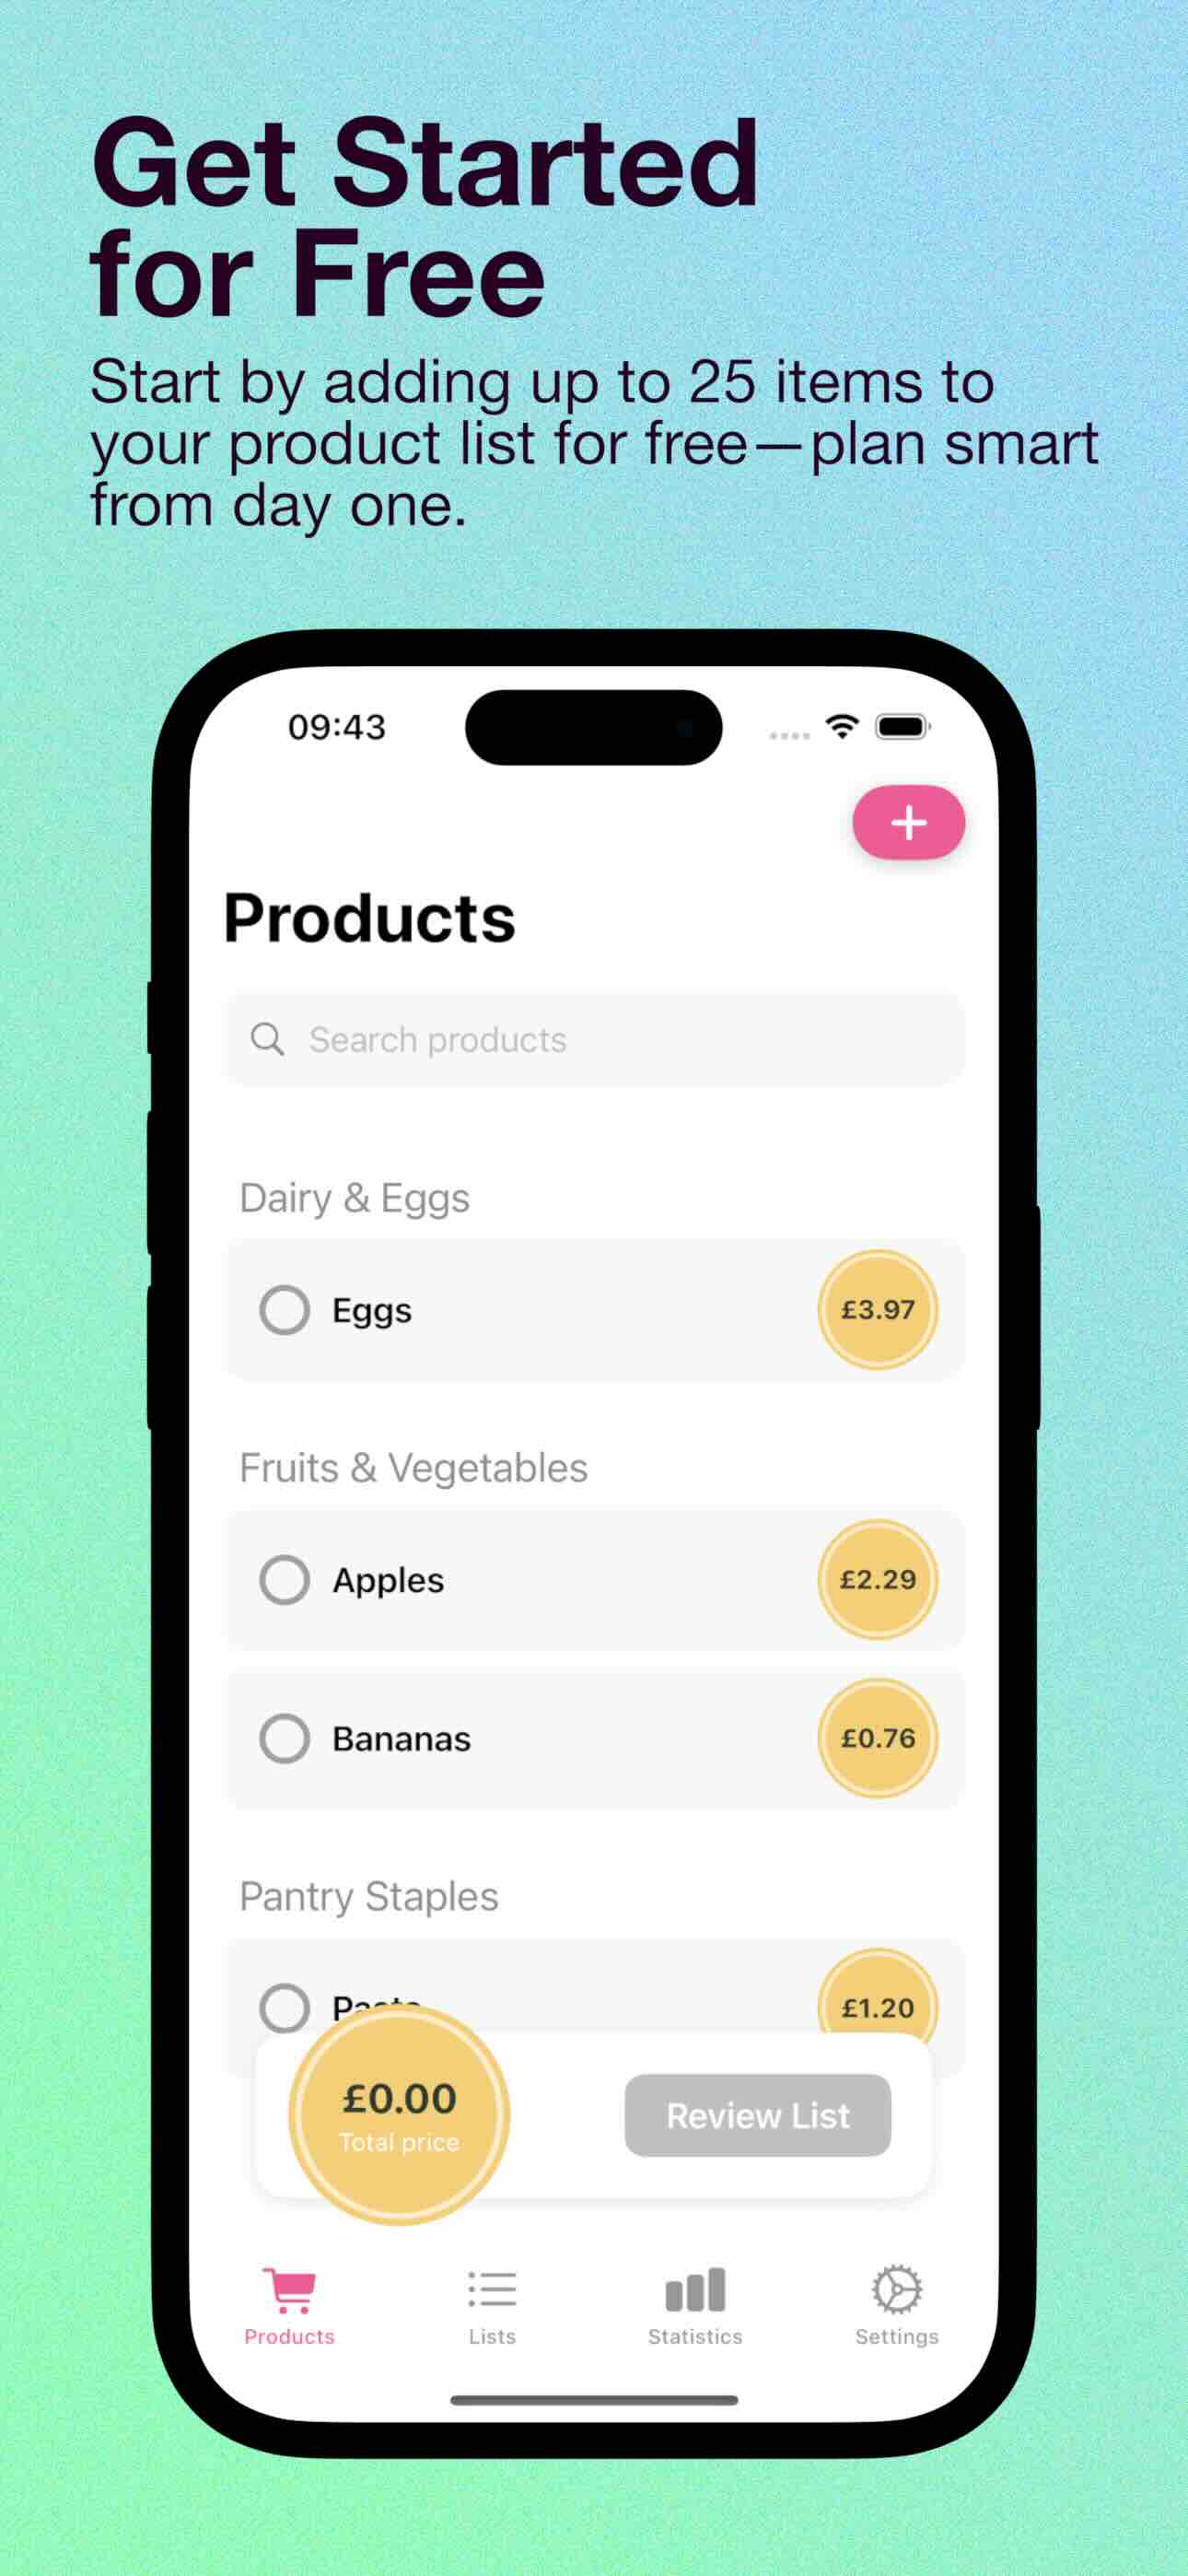 Get Started
for Free
Start by adding up to 25 items to
your product list for free—plan smart
from day one.
09:43
Products
Search products
Dairy & Eggs
Eggs £3.97
Fruits & Vegetables
Apples £2.29
Bananas £0.76
Pantry Staples
Pasta £1.20
£0.00
Total price
Review List
Products Lists Statistics Settings